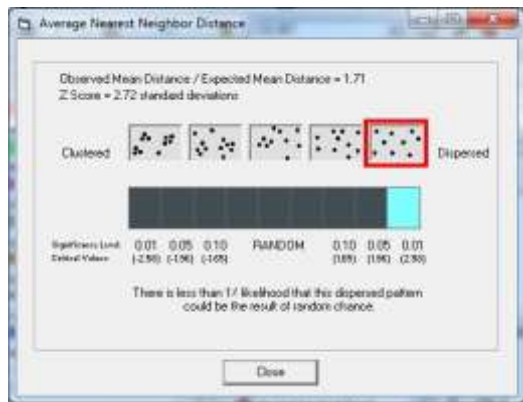 Average Nearest Neighbor Distance
Observed Mean Distance / Expected Mean Distance = 1.71
Z Score = 2.72 standard deviations
Clustered Dispersed
Significance Level: 0.01 0.05 0.10 RANDOM 0.10 0.05 0.01
Critical Values: (-2.58) (-1.96) (-1.65) (1.65) (1.96) (2.58)
There is less than 1% likelihood that this dispersed pattern
could be the result of random chance.
Close